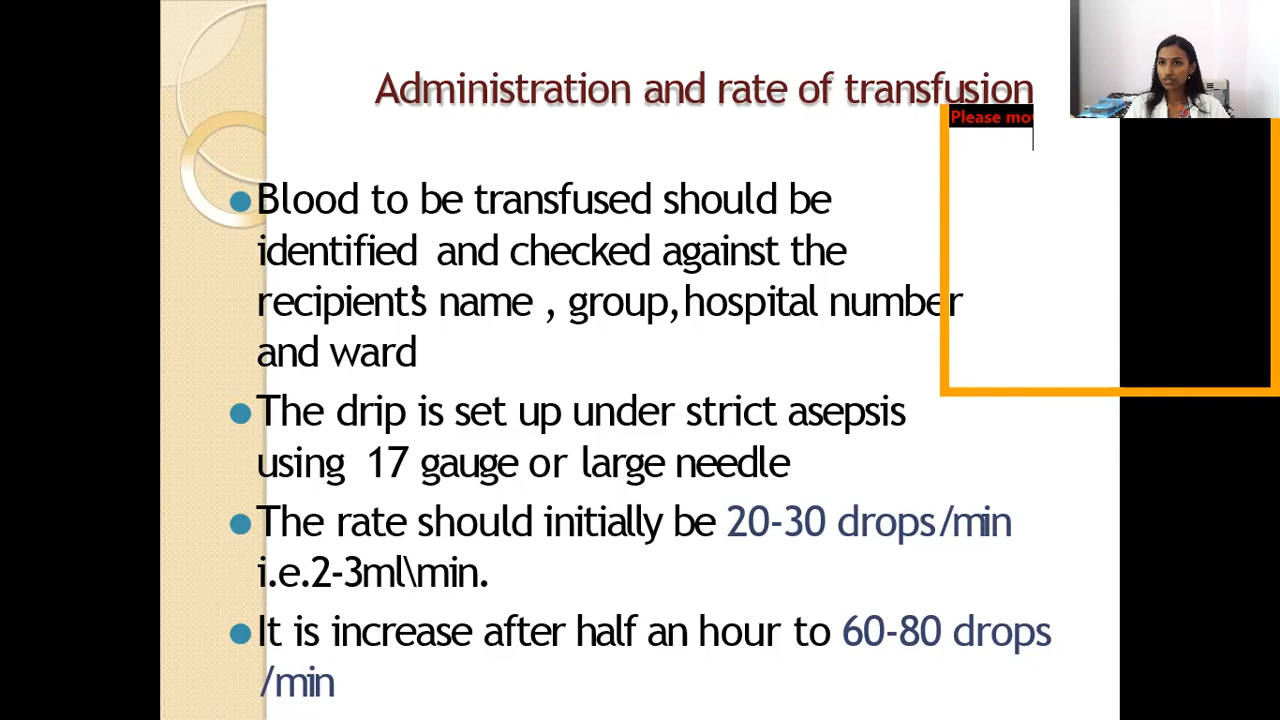 Administration and rate of transfusion
Please mo
Blood to be transfused should be
identified and checked against the
recipient's name , group,hospital number
and ward
The drip is set up under strict asepsis
using 17 gauge or large needle
The rate should initially be 20-30 drops/min
i.e.2-3ml\min.
It is increase after half an hour to 60-80 drops
/min